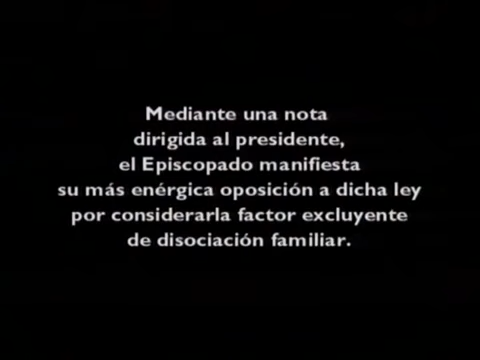 Mediante una nota
dirigida al presidente,
el Episcopado manifiesta
su más enérgica oposición a dicha ley
por considerarla factor excluyente
de disociación familiar.